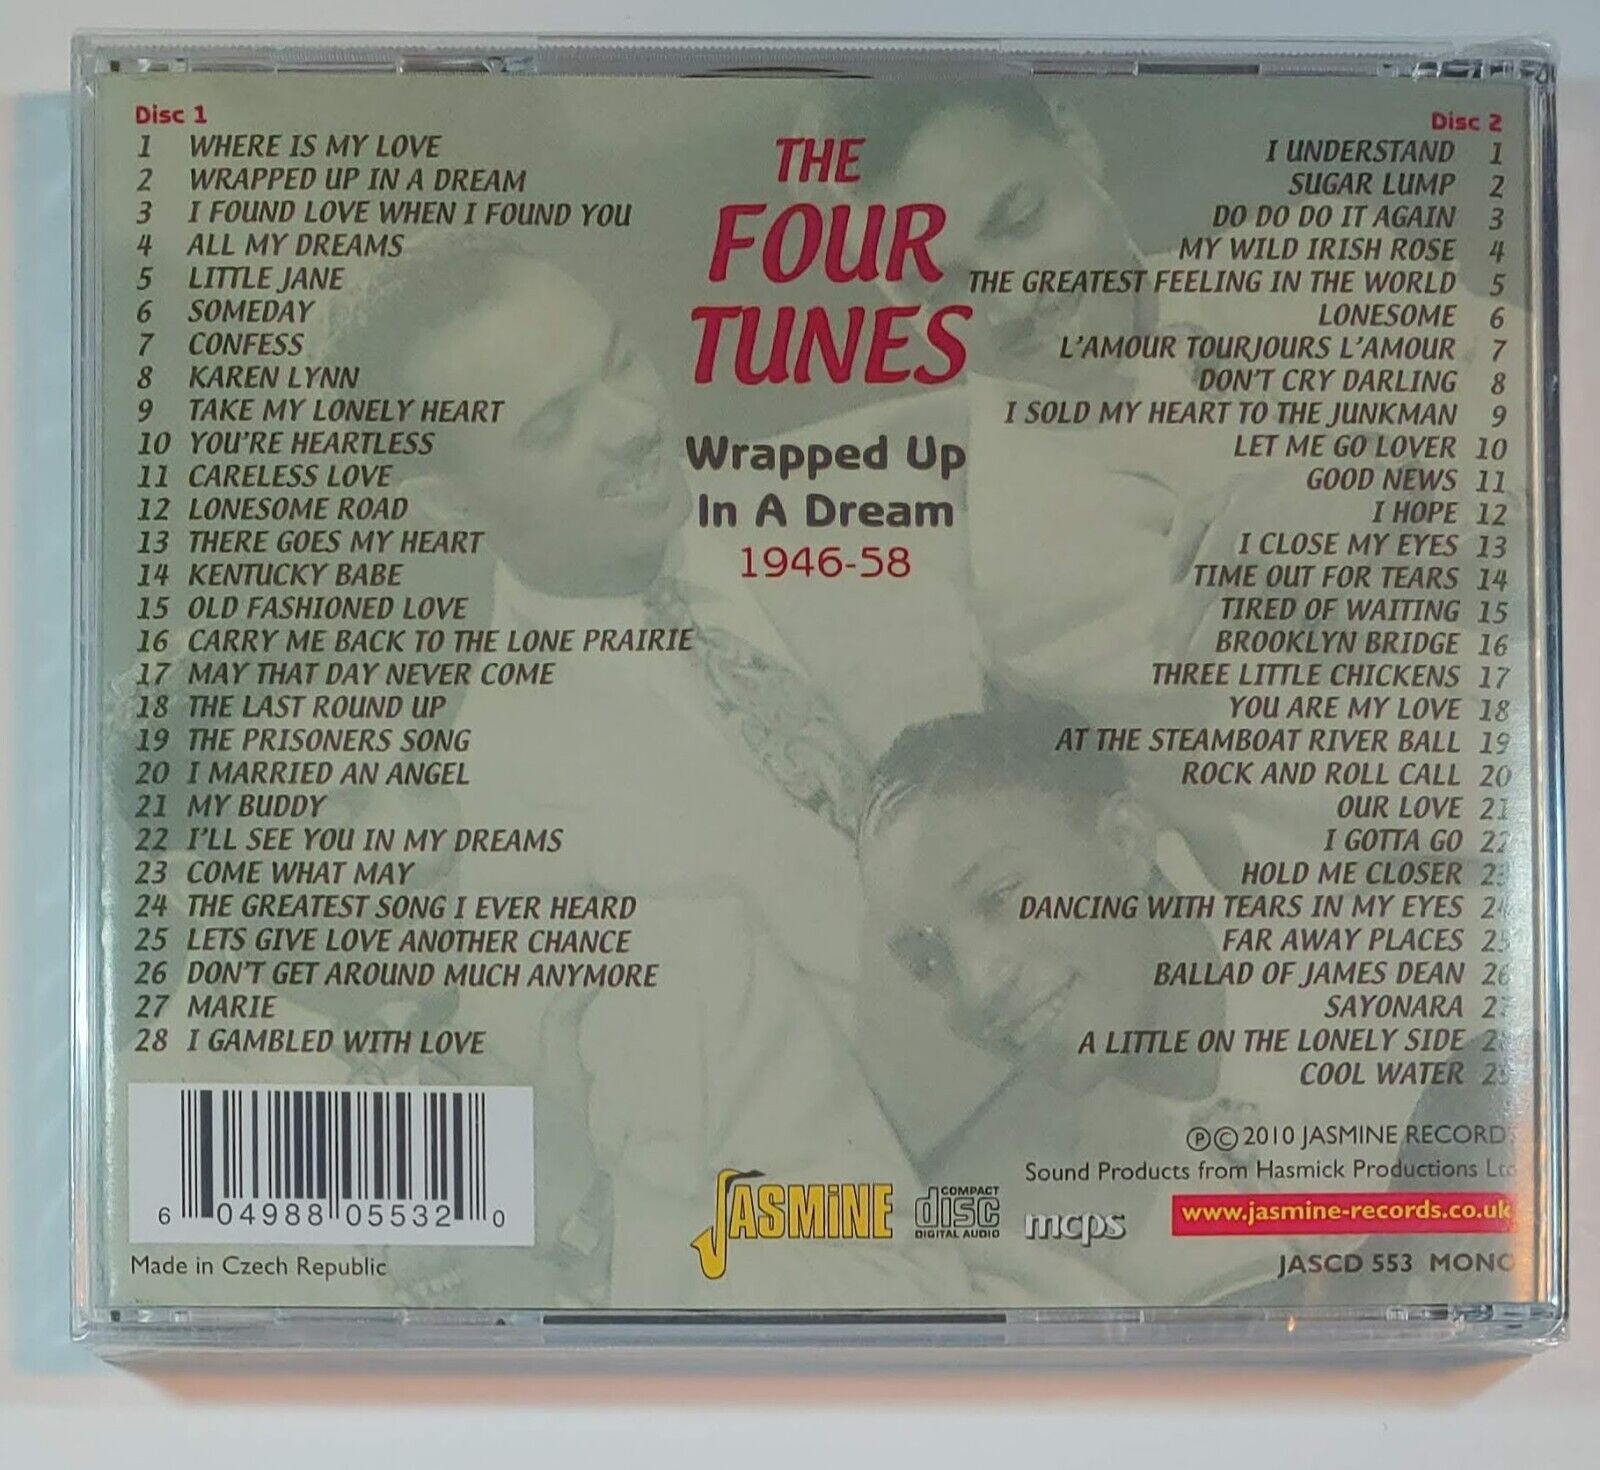 Disc 1
1 WHERE IS MY LOVE
2 WRAPPED UP IN A DREAM
3 I FOUND LOVE WHEN I FOUND YOU
4 ALL MY DREAMS
5 LITTLE JANE
6 SOMEDAY
7 CONFESS
8 KAREN LYNN
9 TAKE MY LONELY HEART
10 YOU'RE HEARTLESS
11 CARELESS LOVE
12 LONESOME ROAD
13 THERE GOES MY HEART
14 KENTUCKY BABE
15 OLD FASHIONED LOVE
16 CARRY ME BACK TO THE LONE PRAIRIE
17 MAY THAT DAY NEVER COME
18 THE LAST ROUND UP
19 THE PRISONERS SONG
20 I MARRIED AN ANGEL
21 MY BUDDY
22 I'LL SEE YOU IN MY DREAMS
23 COME WHAT MAY
24 THE GREATEST SONG I EVER HEARD
25 LETS GIVE LOVE ANOTHER CHANCE
26 DON'T GET AROUND MUCH ANYMORE
27 MARIE
28 I GAMBLED WITH LOVE
THE
FOUR
TUNES
Wrapped Up
In A Dream
1946-58
Disc 2
I UNDERSTAND 1
SUGAR LUMP 2
DO DO DO IT AGAIN 3
MY WILD IRISH ROSE 4
THE GREATEST FEELING IN THE WORLD 5
LONESOME 6
L'AMOUR TOURJOURS L'AMOUR 7
DON'T CRY DARLING 8
I SOLD MY HEART TO THE JUNKMAN 9
LET ME GO LOVER 10
GOOD NEWS 11
I HOPE 12
I CLOSE MY EYES 13
TIME OUT FOR TEARS 14
TIRED OF WAITING 15
BROOKLYN BRIDGE 16
THREE LITTLE CHICKENS 17
YOU ARE MY LOVE 18
AT THE STEAMBOAT RIVER BALL 19
ROCK AND ROLL CALL 20
OUR LOVE 21
I GOTTA GO 22
HOLD ME CLOSER 23
DANCING WITH TEARS IN MY EYES 24
FAR AWAY PLACES 25
BALLAD OF JAMES DEAN 26
SAYONARA 27
A LITTLE ON THE LONELY SIDE 28
COOL WATER 29
6 04988 05532 0
Made in Czech Republic
JASMiNE
COMPACT
disc
DIGITAL AUDIO
mcps
℗© 2010 JASMINE RECORDS
Sound Products from Hasmick Productions Ltd
www.jasmine-records.co.uk
JASCD 553 MONO